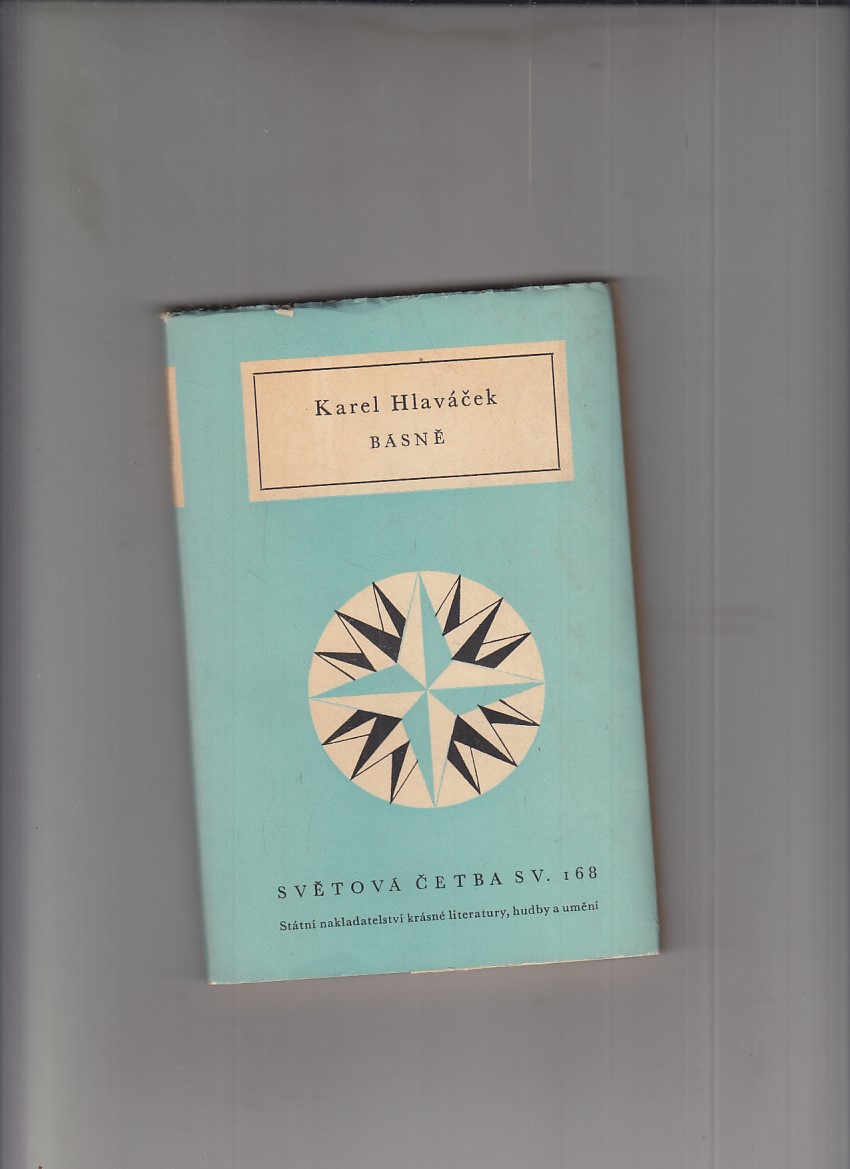 Karel Hlaváček
BÁSNĚ
SVĚTOVÁ ČETBA SV. 168
Státní nakladatelství krásné literatury, hudby a umění